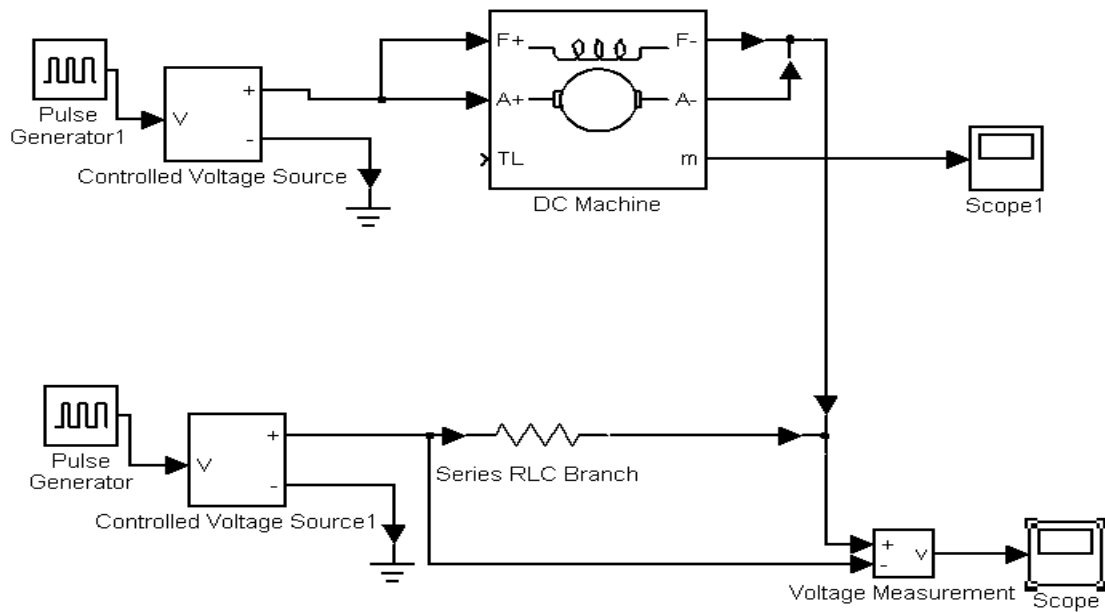 Pulse
Generator1
V
+
-
Controlled Voltage Source
F+
F-
A+
A-
TL
m
DC Machine
Scope1
Pulse
Generator
V
+
-
Controlled Voltage Source1
Series RLC Branch
+
-
v
Voltage Measurement
Scope